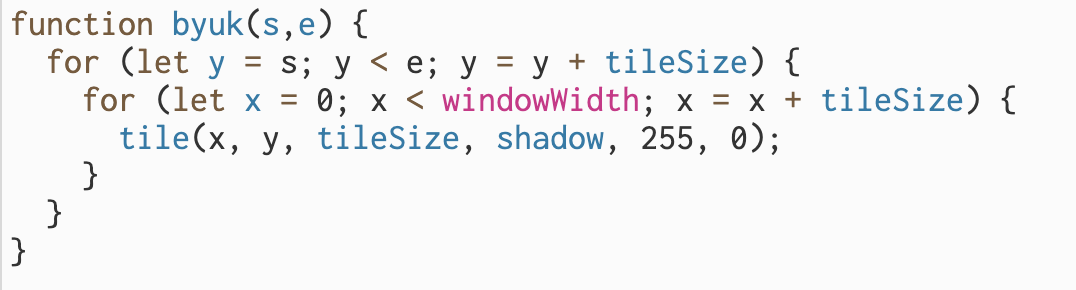 function byuk(s,e) {
  for (let y = s; y < e; y = y + tileSize) {
    for (let x = 0; x < windowWidth; x = x + tileSize) {
      tile(x, y, tileSize, shadow, 255, 0);
    }
  }
}